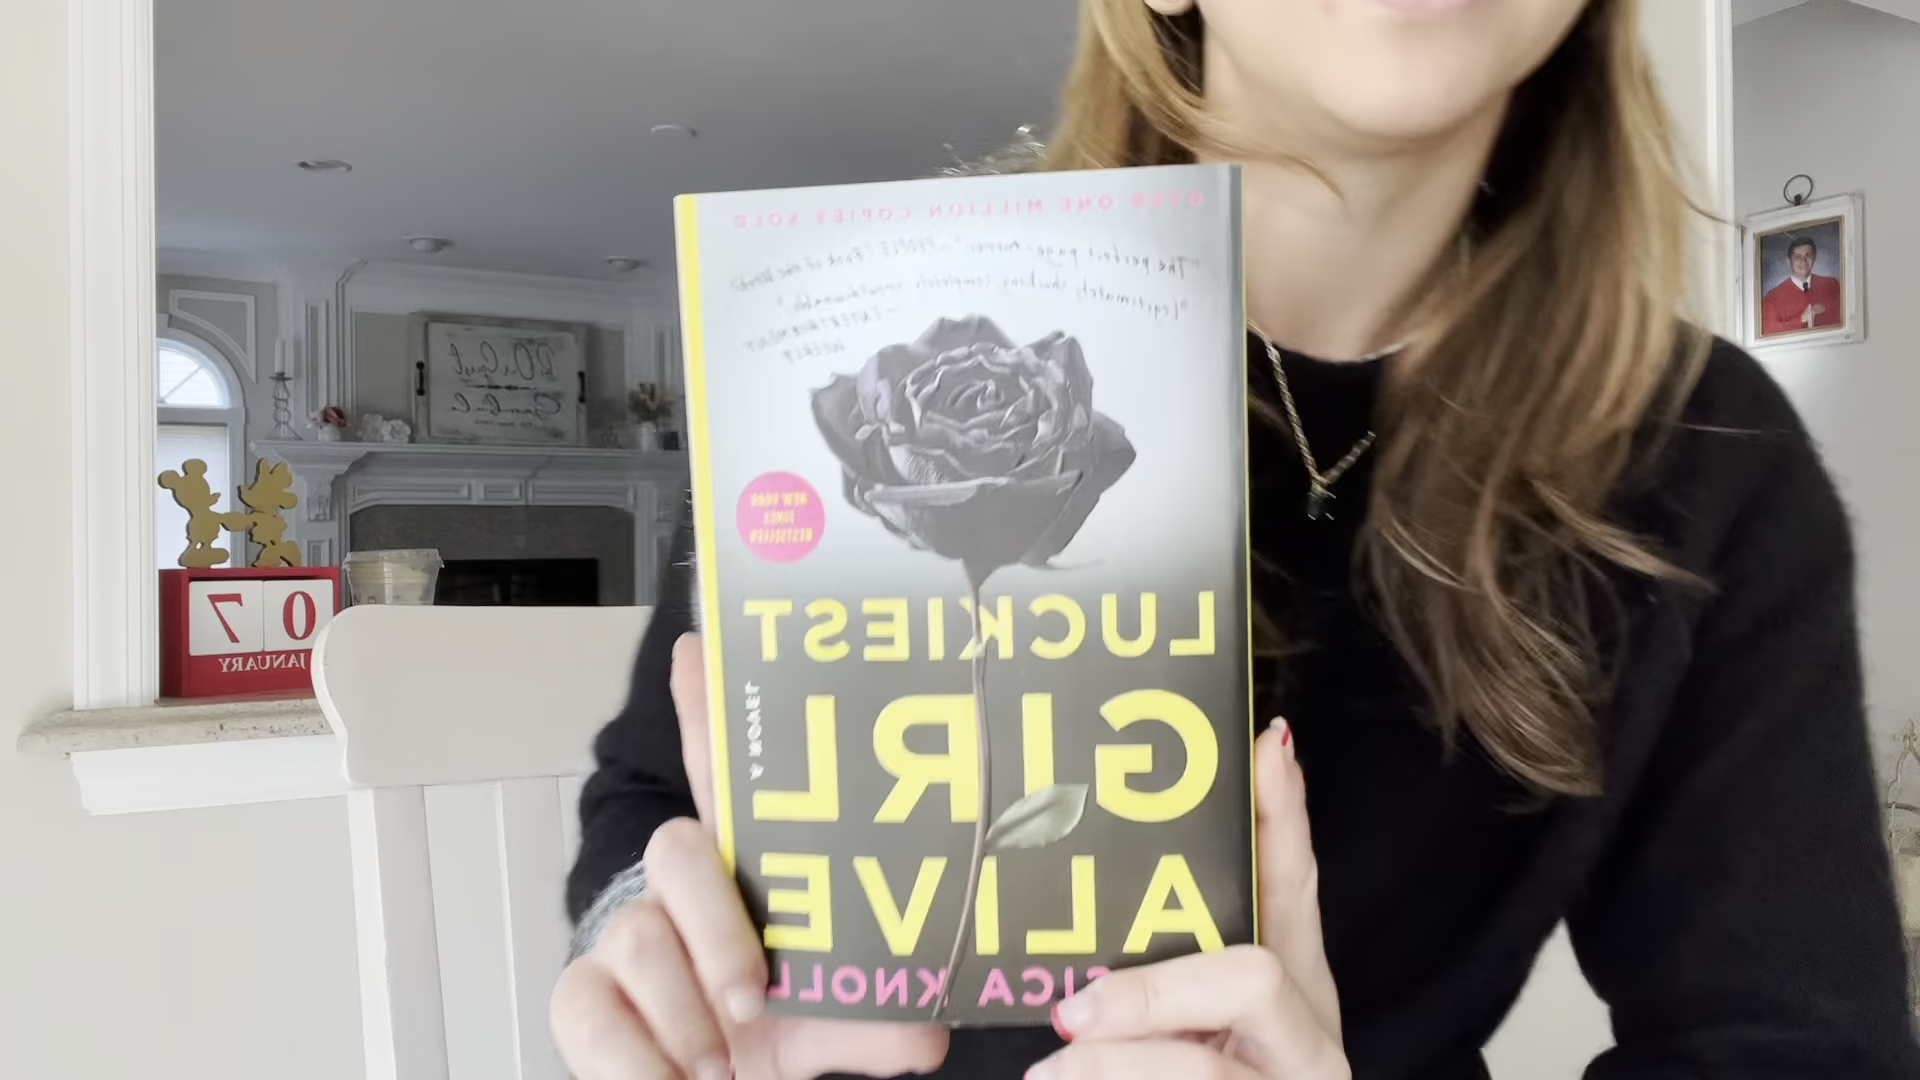 OVER ONE MILLION COPIES SOLD
"The perfect page-turner." —PEOPLE (Book of the Week)
"Legitimately shocking, completely unputdownable."
—ENTERTAINMENT
WEEKLY
NEW YORK
TIMES
BESTSELLER
LUCKIEST
GIRL
A NOVEL
ALIVE
SICA KNOLL
07
JANUARY